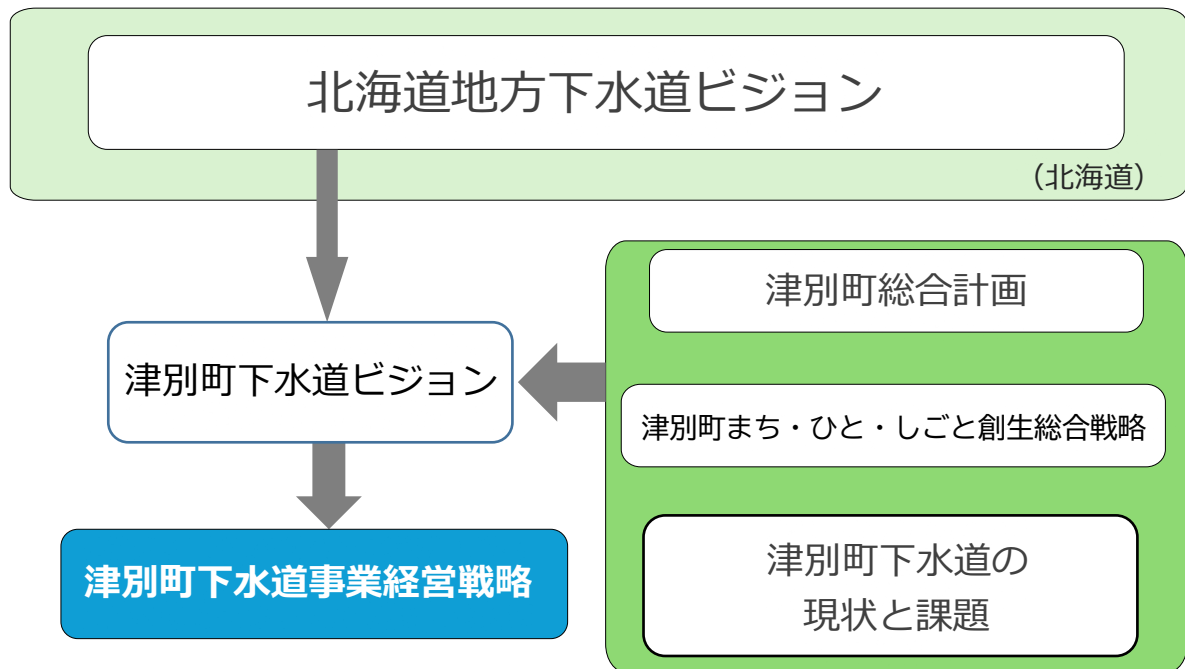 北海道地方下水道ビジョン
（北海道）
津別町総合計画
津別町下水道ビジョン
津別町まち・ひと・しごと創生総合戦略
津別町下水道事業経営戦略
津別町下水道の
現状と課題